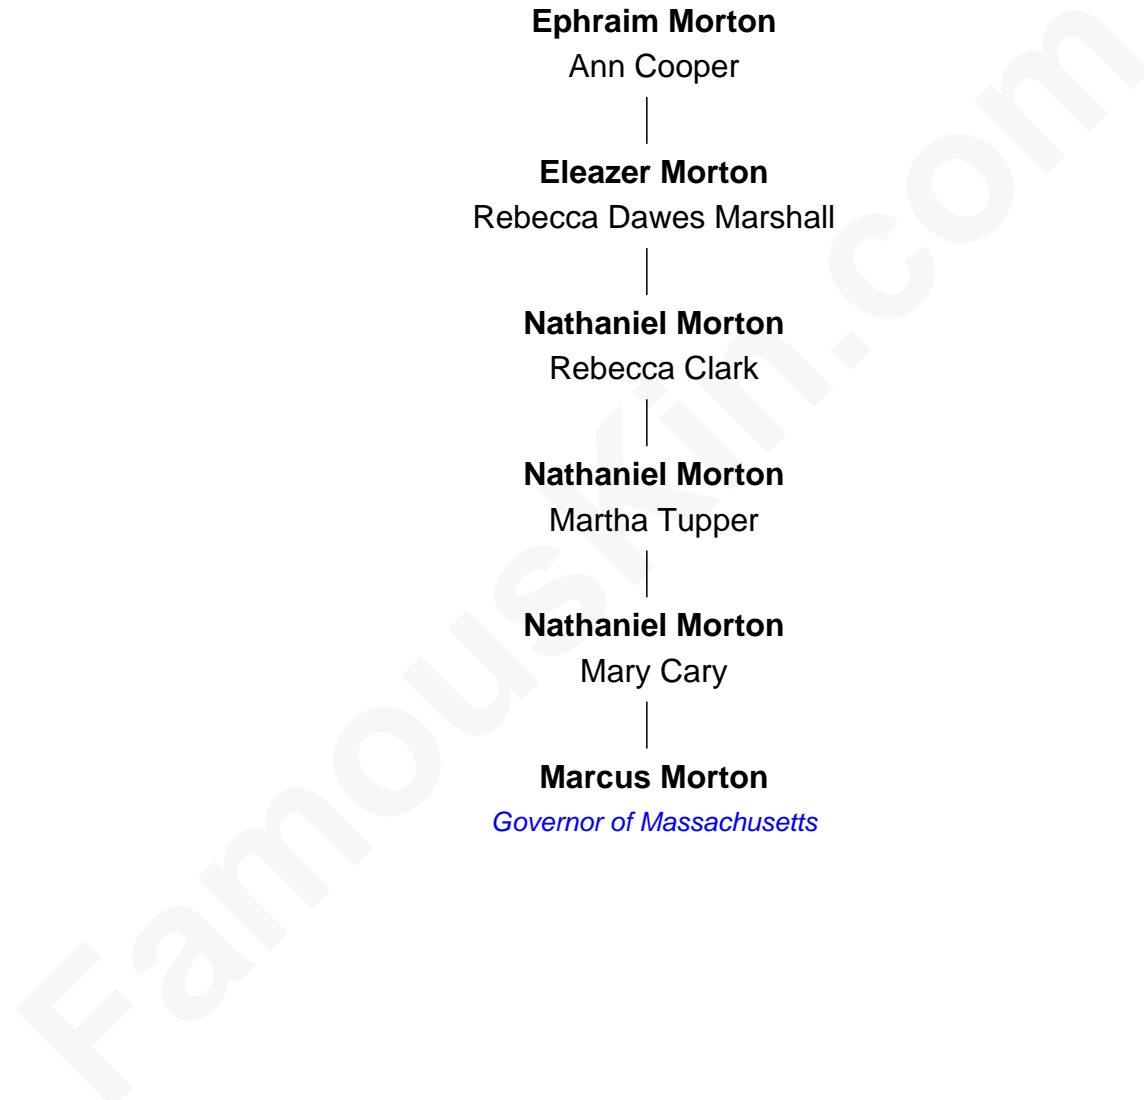 Ephraim Morton
Ann Cooper
Eleazer Morton
Rebecca Dawes Marshall
Nathaniel Morton
Rebecca Clark
Nathaniel Morton
Martha Tupper
Nathaniel Morton
Mary Cary
Marcus Morton
Governor of Massachusetts
FamousKin.com